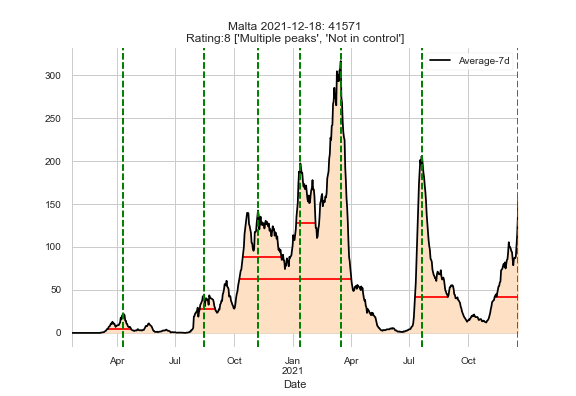 Malta 2021-12-18: 41571
Rating:8 ['Multiple peaks', 'Not in control']
Average-7d
300
250
200
150
100
50
0
Apr
Jul
Oct
Jan
2021
Apr
Jul
Oct
Date